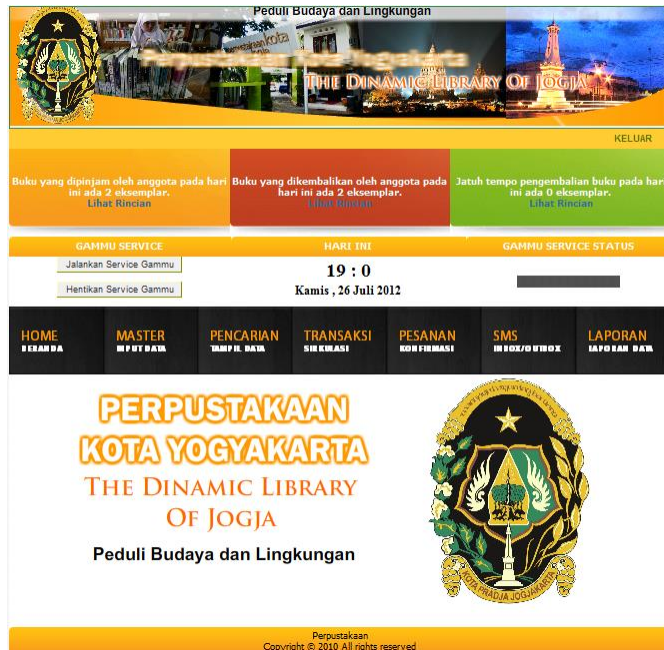 Peduli Budaya dan Lingkungan
THE DINAMIC LIBRARY OF JOGJA
KELUAR
Buku yang dipinjam oleh anggota pada hari
ini ada 2 eksemplar.
Lihat Rincian
Buku yang dikembalikan oleh anggota pada
hari ini ada 2 eksemplar.
Lihat Rincian
Jatuh tempo pengembalian buku pada hari
ini ada 0 eksemplar.
Lihat Rincian
GAMMU SERVICE
HARI INI
GAMMU SERVICE STATUS
Jalankan Service Gammu
Hentikan Service Gammu
19 : 0
Kamis , 26 Juli 2012
HOME
BERANDA
MASTER
INPUT DATA
PENCARIAN
TAMPIL DATA
TRANSAKSI
SIRKULASI
PESANAN
KONFIRMASI
SMS
INBOX/OUTBOX
LAPORAN
LAPORAN DATA
PERPUSTAKAAN
KOTA YOGYAKARTA
THE DINAMIC LIBRARY
OF JOGJA
Peduli Budaya dan Lingkungan
KOTA PRADJA JOGJAKARTA
Perpustakaan
Copyright © 2010 All rights reserved